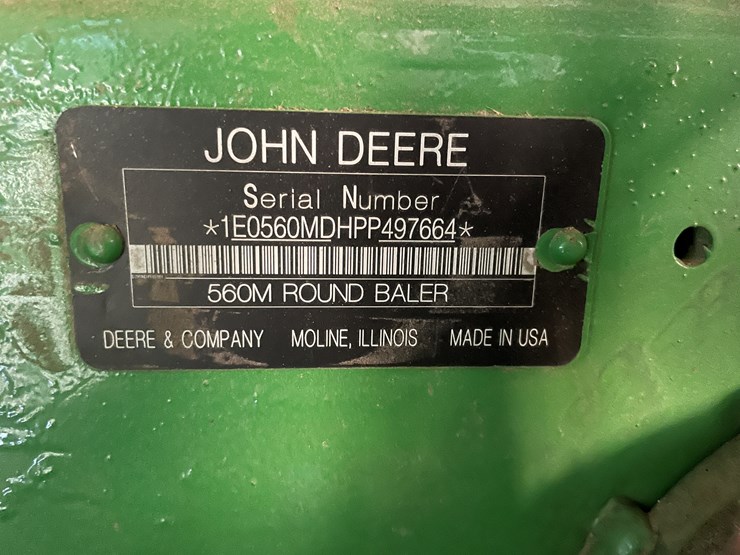 JOHN DEERE
Serial Number
*1E0560MDHPP497664*
560M ROUND BALER
DEERE & COMPANY MOLINE, ILLINOIS MADE IN USA